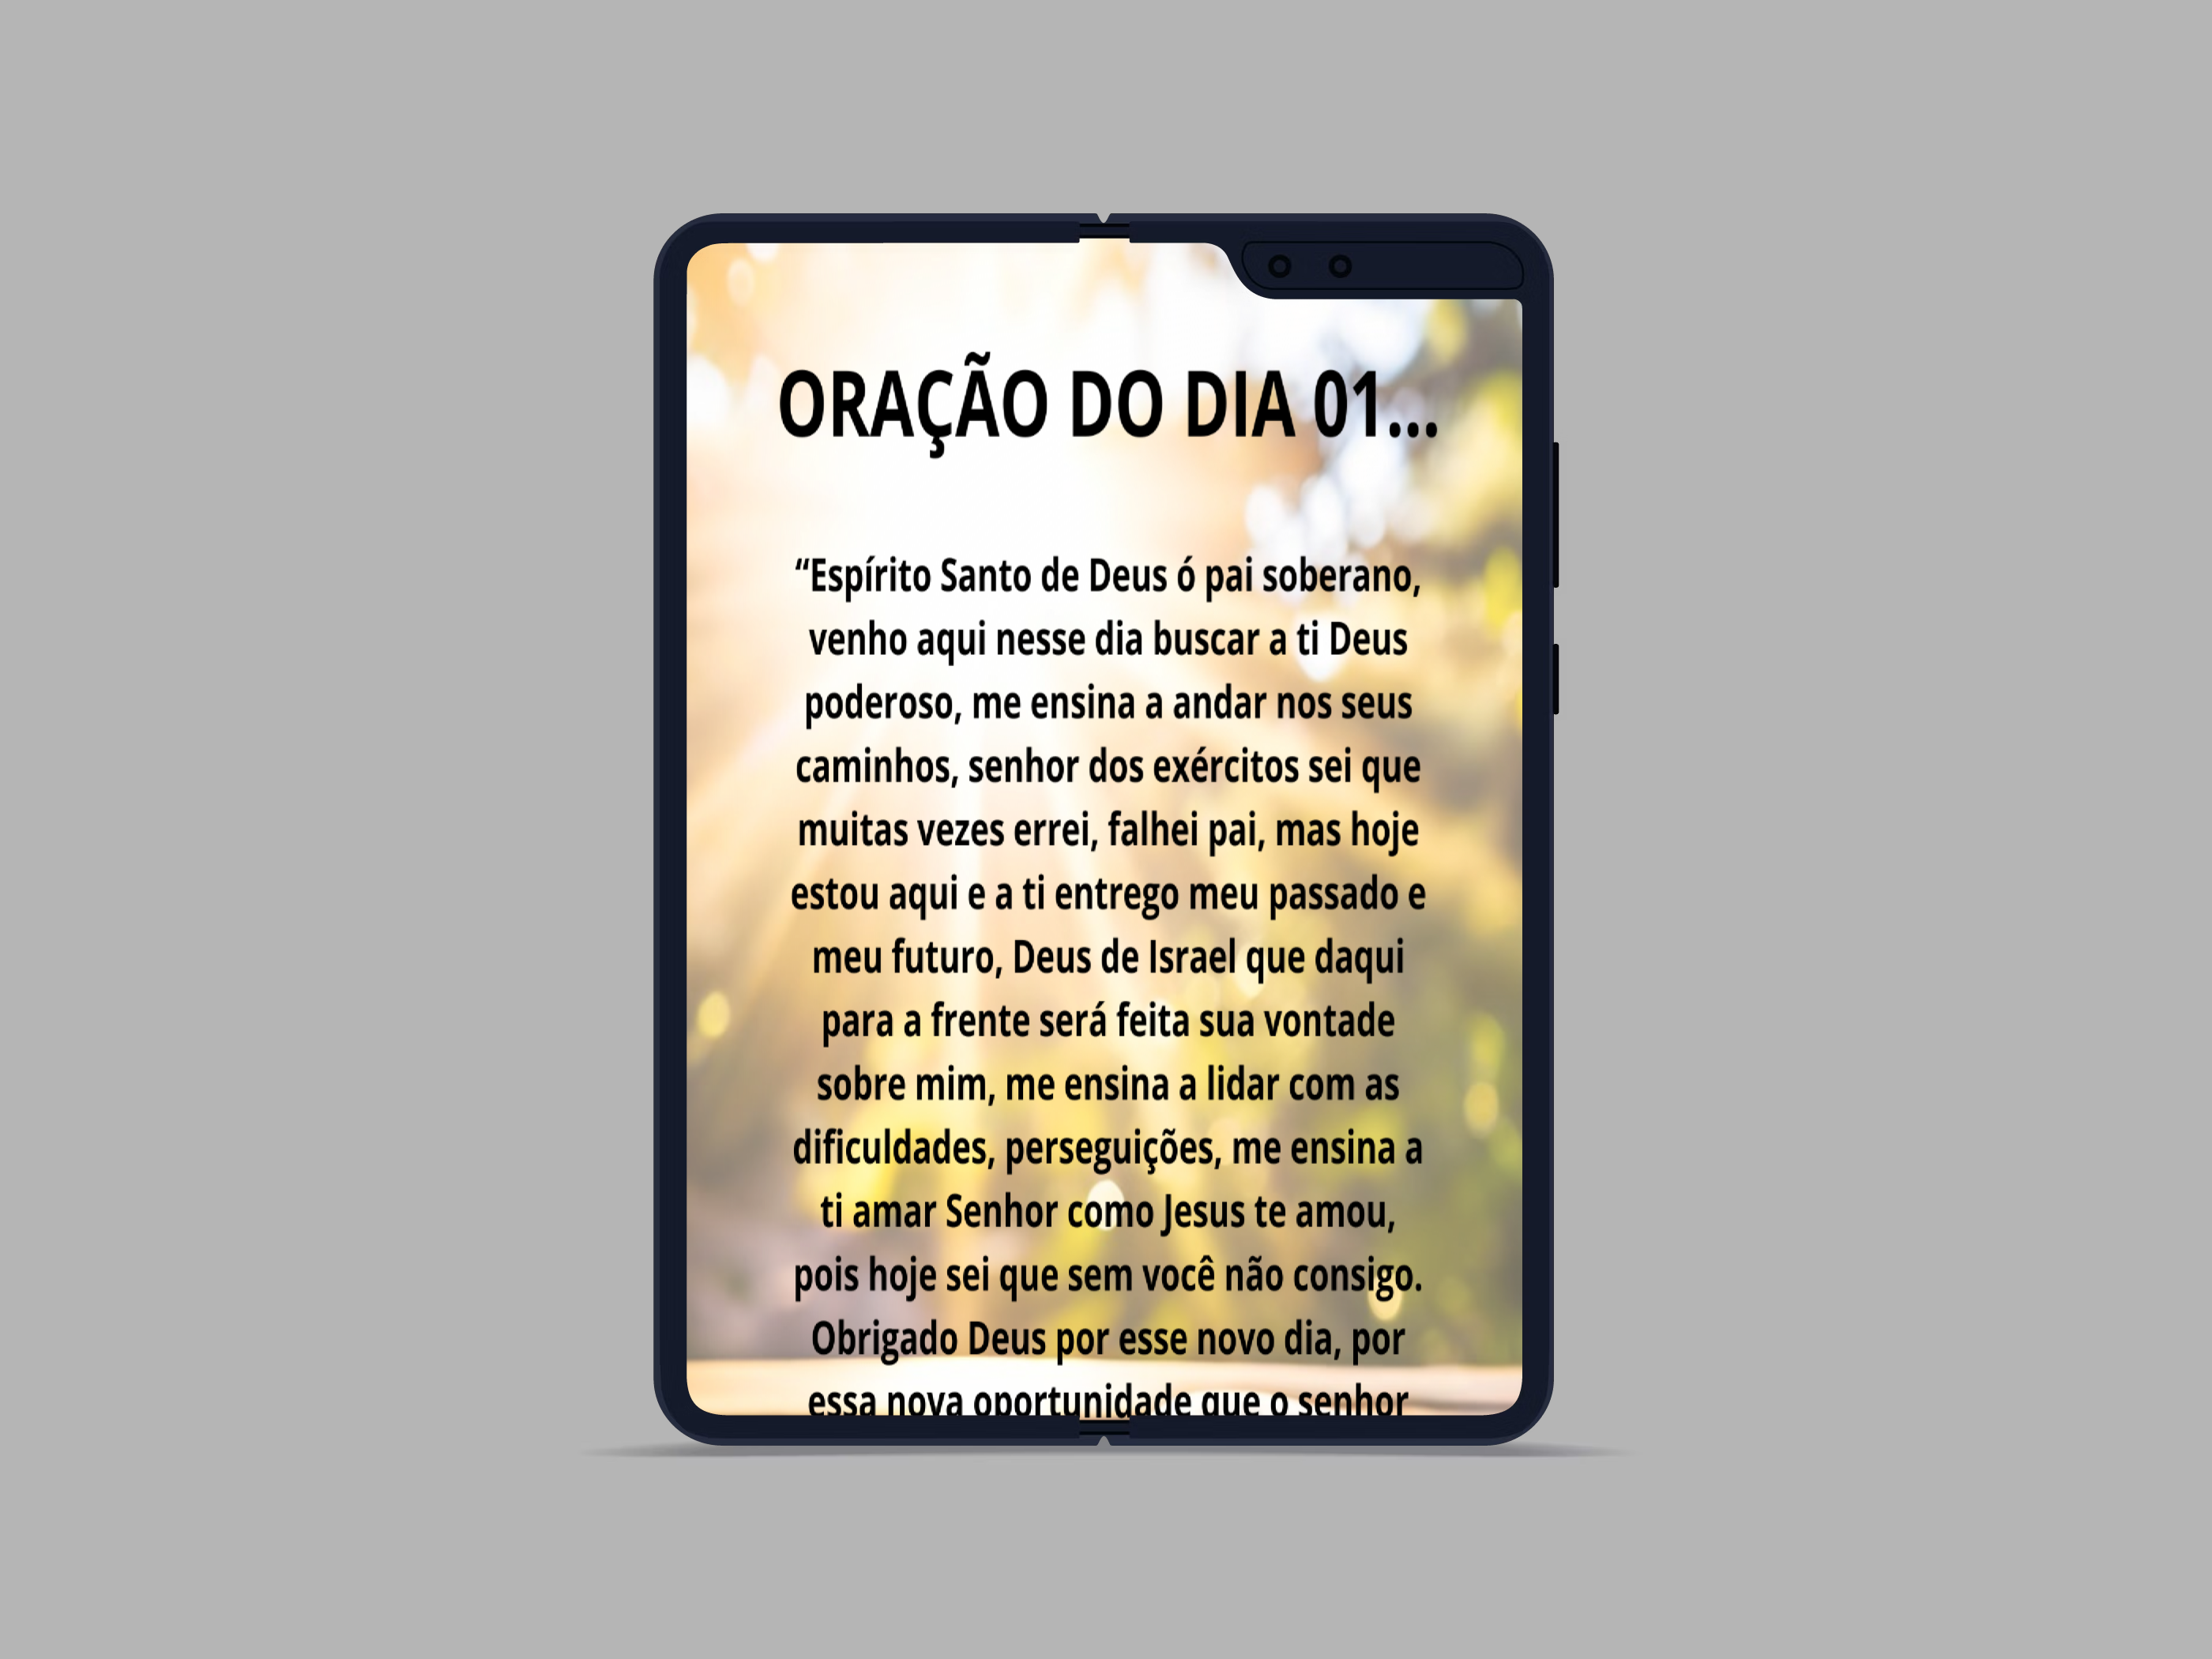 ORAÇÃO DO DIA 01...
“Espírito Santo de Deus ó pai soberano,
venho aqui nesse dia buscar a ti Deus
poderoso, me ensina a andar nos seus
caminhos, senhor dos exércitos sei que
muitas vezes errei, falhei pai, mas hoje
estou aqui e a ti entrego meu passado e
meu futuro, Deus de Israel que daqui
para a frente será feita sua vontade
sobre mim, me ensina a lidar com as
dificuldades, perseguições, me ensina a
ti amar Senhor como Jesus te amou,
pois hoje sei que sem você não consigo.
Obrigado Deus por esse novo dia, por
essa nova oportunidade que o senhor